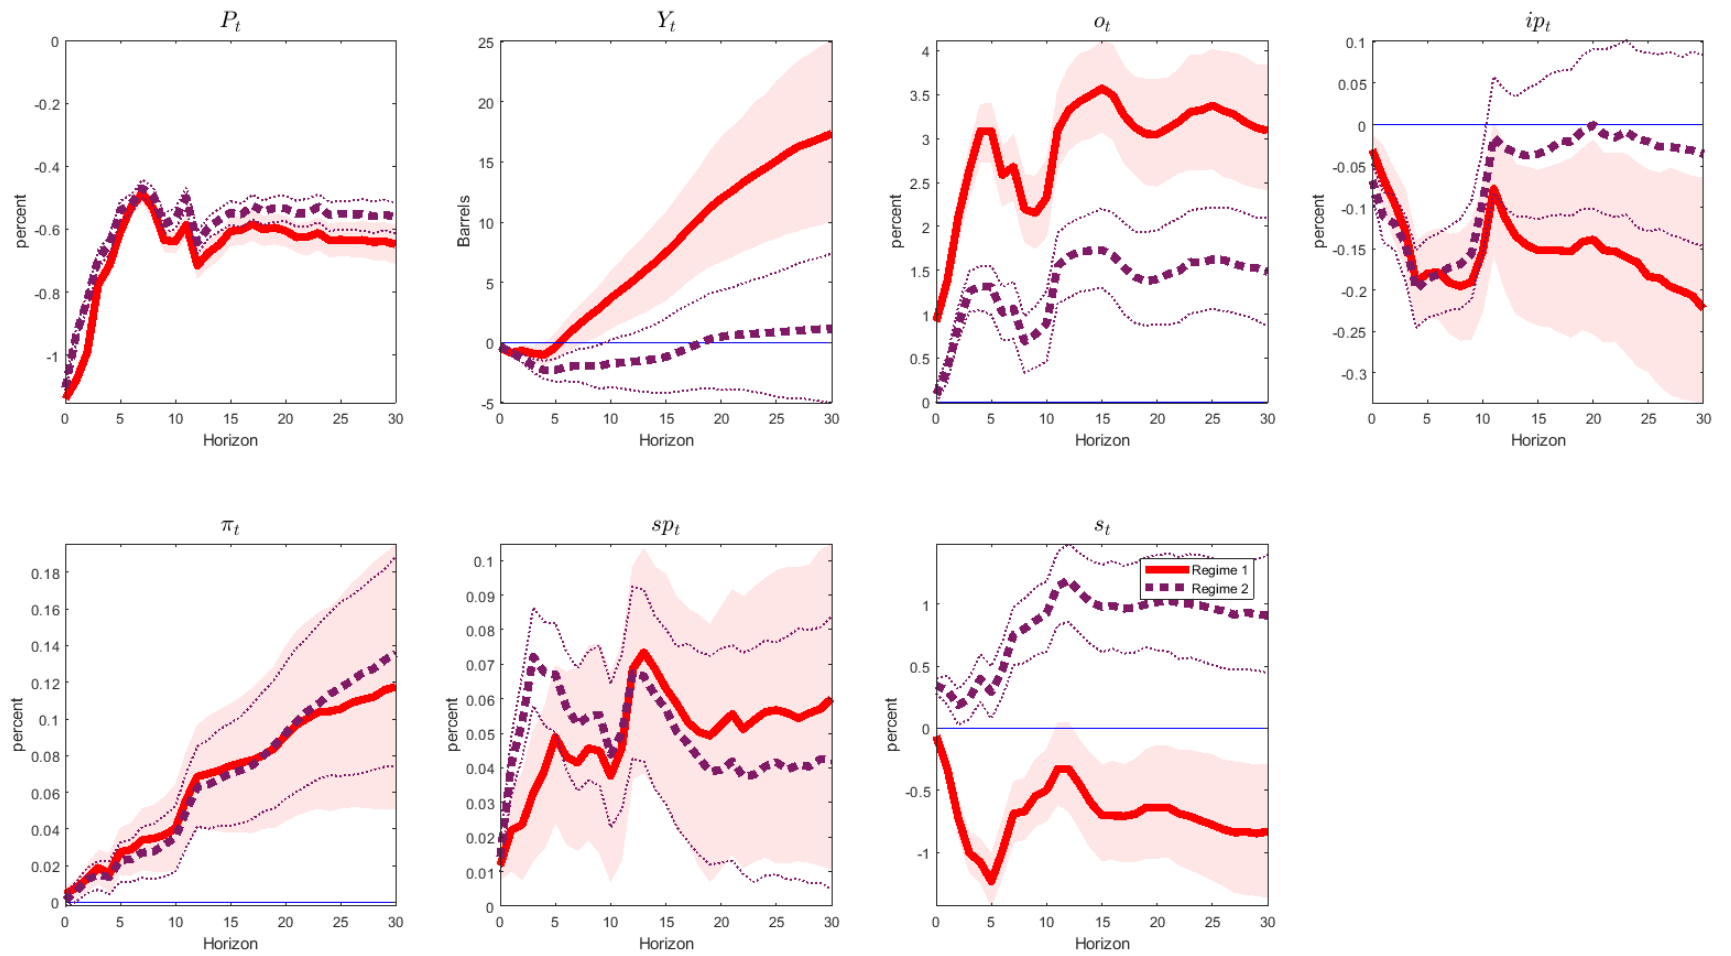 P_t
0
-0.2
-0.4
-0.6
-0.8
-1
percent
0 5 10 15 20 25 30
Horizon
Y_t
25
20
15
10
5
0
-5
Barrels
0 5 10 15 20 25 30
Horizon
o_t
4
3.5
3
2.5
2
1.5
1
0.5
0
percent
0 5 10 15 20 25 30
Horizon
ip_t
0.1
0.05
0
-0.05
-0.1
-0.15
-0.2
-0.25
-0.3
percent
0 5 10 15 20 25 30
Horizon
π_t
0.18
0.16
0.14
0.12
0.1
0.08
0.06
0.04
0.02
0
percent
0 5 10 15 20 25 30
Horizon
sp_t
0.1
0.09
0.08
0.07
0.06
0.05
0.04
0.03
0.02
0.01
0
percent
0 5 10 15 20 25 30
Horizon
s_t
1
0.5
0
-0.5
-1
percent
Regime 1
Regime 2
0 5 10 15 20 25 30
Horizon